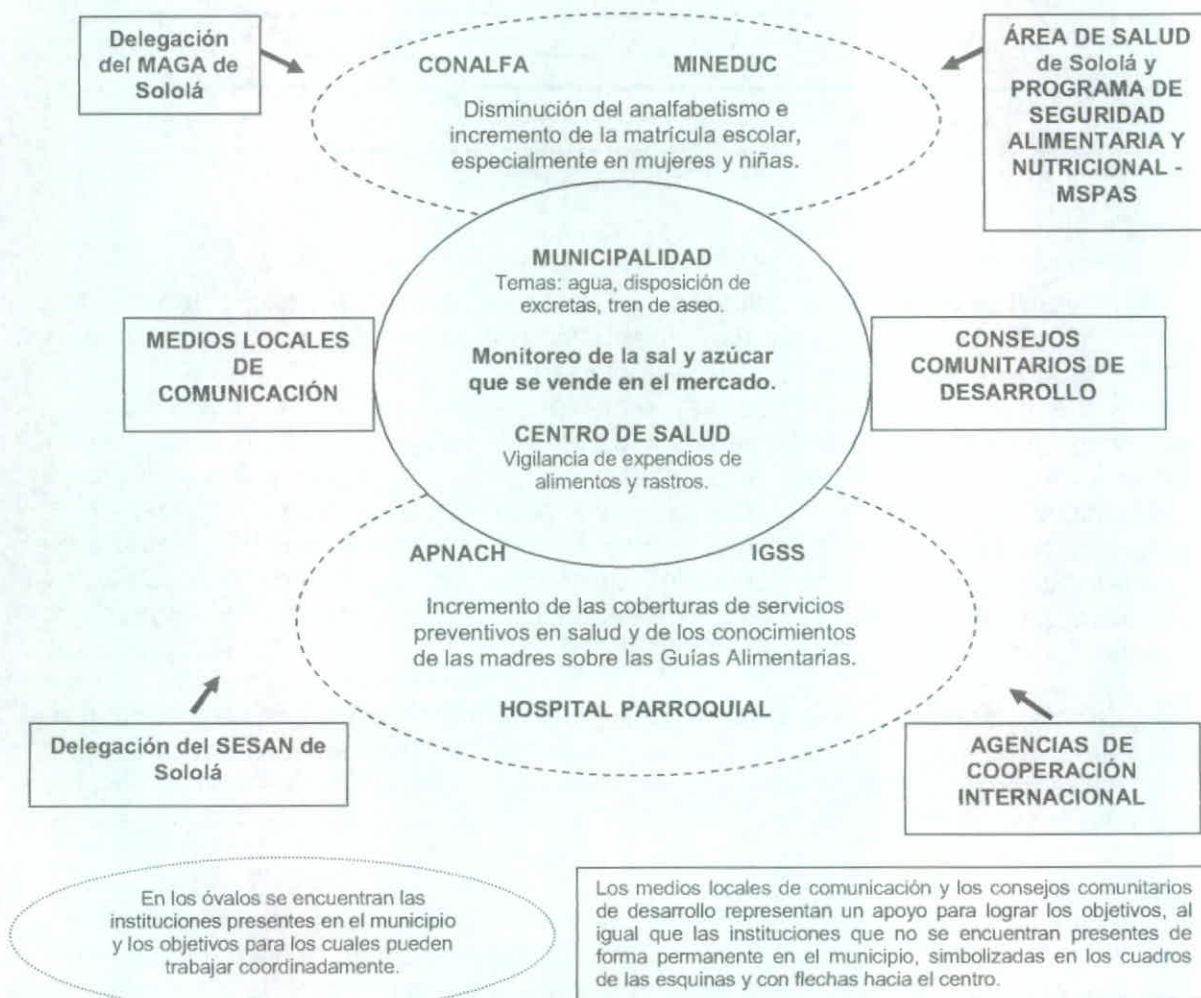 Delegación
del MAGA de
Sololá
CONALFA MINEDUC
Disminución del analfabetismo e
incremento de la matrícula escolar,
especialmente en mujeres y niñas.
ÁREA DE SALUD
de Sololá y
PROGRAMA DE
SEGURIDAD
ALIMENTARIA Y
NUTRICIONAL -
MSPAS
MUNICIPALIDAD
Temas: agua, disposición de
excretas, tren de aseo.
Monitoreo de la sal y azúcar
que se vende en el mercado.
CENTRO DE SALUD
Vigilancia de expendios de
alimentos y rastros.
MEDIOS LOCALES
DE
COMUNICACIÓN
CONSEJOS
COMUNITARIOS DE
DESARROLLO
APNACH IGSS
Incremento de las coberturas de servicios
preventivos en salud y de los conocimientos
de las madres sobre las Guías Alimentarias.
HOSPITAL PARROQUIAL
Delegación del SESAN de
Sololá
AGENCIAS DE
COOPERACIÓN
INTERNACIONAL
En los óvalos se encuentran las
instituciones presentes en el municipio
y los objetivos para los cuales pueden
trabajar coordinadamente.
Los medios locales de comunicación y los consejos comunitarios
de desarrollo representan un apoyo para lograr los objetivos, al
igual que las instituciones que no se encuentran presentes de
forma permanente en el municipio, simbolizadas en los cuadros
de las esquinas y con flechas hacia el centro.